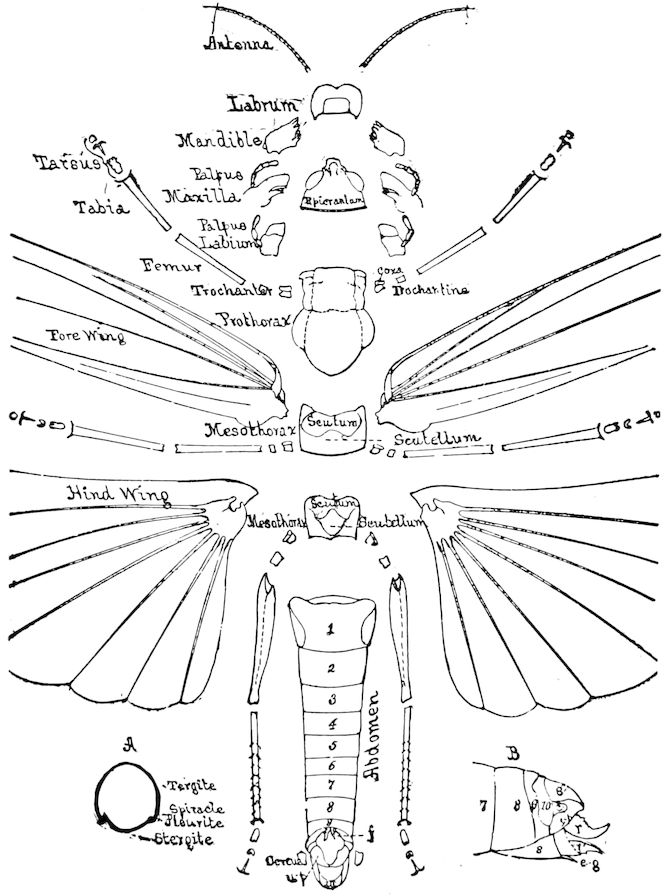 Antenna
Labrum
Mandible
Tarsus
Palpus
Maxilla
Epicranium
Tabia
Palpus
Labium
Femur
Coxa
Trochanter
Trochantine
Prothorax
Fore Wing
Scutum
Mesothorax
Scutellum
Hind Wing
Scutum
Mesothorax
Scutellum
1
2
3
4
5
6
7
8
9
Abdomen
f
Cercus
up
A
Tergite
Spiracle
Pleurite
Stergite
B
7
8
9
10
8
e-g